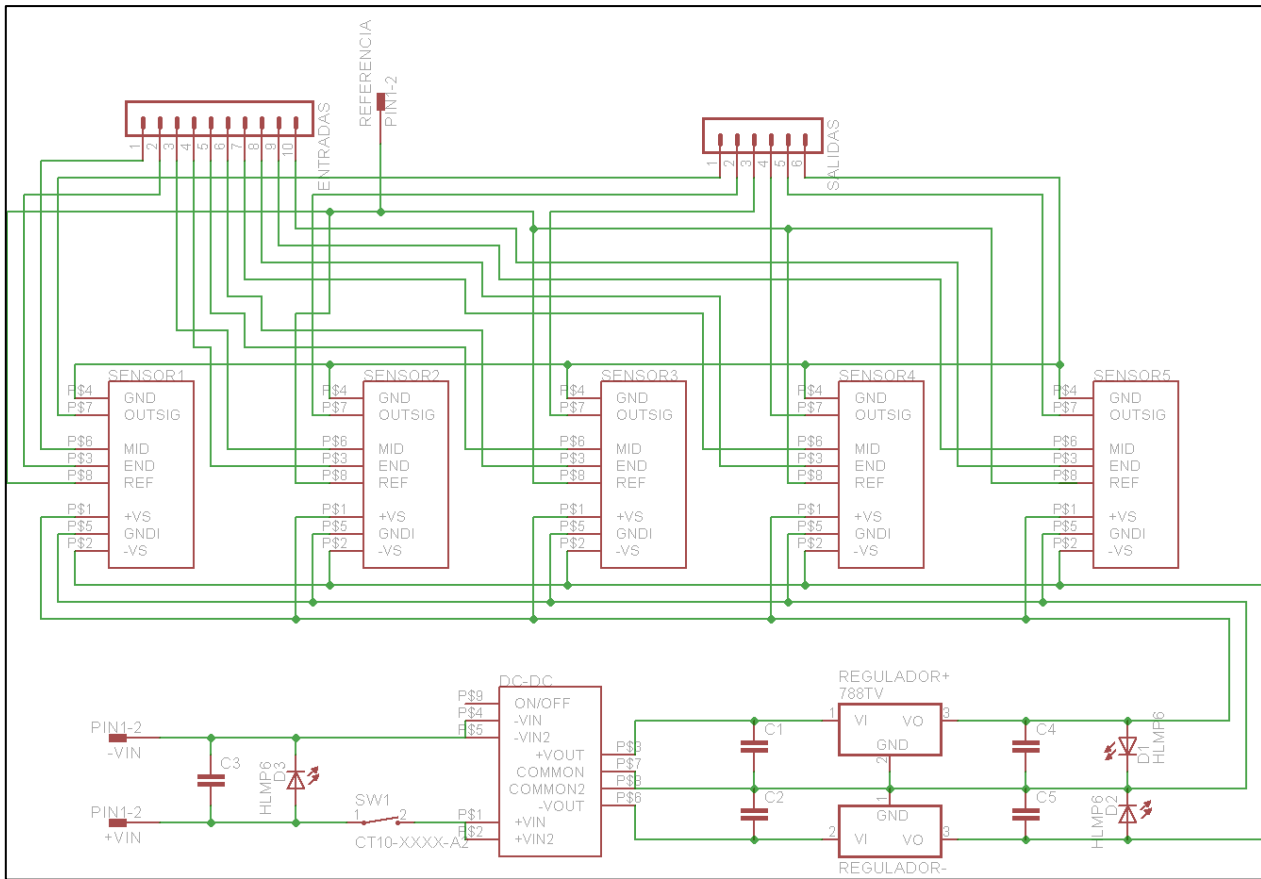 REFERENCIA
PIN1-2
ENTRADAS
1
2
3
4
5
6
7
8
9
10
SALIDAS
1
2
3
4
5
6
SENSOR1
P$4 GND
P$7 OUTSIG
P$6 MID
P$3 END
P$8 REF
P$1 +VS
P$5 GNDI
P$2 -VS
SENSOR2
P$4 GND
P$7 OUTSIG
P$6 MID
P$3 END
P$8 REF
P$1 +VS
P$5 GNDI
P$2 -VS
SENSOR3
P$4 GND
P$7 OUTSIG
P$6 MID
P$3 END
P$8 REF
P$1 +VS
P$5 GNDI
P$2 -VS
SENSOR4
P$4 GND
P$7 OUTSIG
P$6 MID
P$3 END
P$8 REF
P$1 +VS
P$5 GNDI
P$2 -VS
SENSOR5
P$4 GND
P$7 OUTSIG
P$6 MID
P$3 END
P$8 REF
P$1 +VS
P$5 GNDI
P$2 -VS
PIN1-2
-VIN
C3
HLMP6
D3
PIN1-2
+VIN
SW1
1 2
CT10-XXXX-A2
DC-DC
P$9 ON/OFF
P$4 -VIN
P$5 -VIN2
+VOUT P$3
COMMON P$7
COMMON2 P$8
-VOUT P$6
P$1 +VIN
P$2 +VIN2
C1
C2
REGULADOR+
788TV
1 VI VO 3
GND
2
1
GND
2 VI VO 3
REGULADOR-
C4
C5
D1
HLMP6
HLMP6
D2